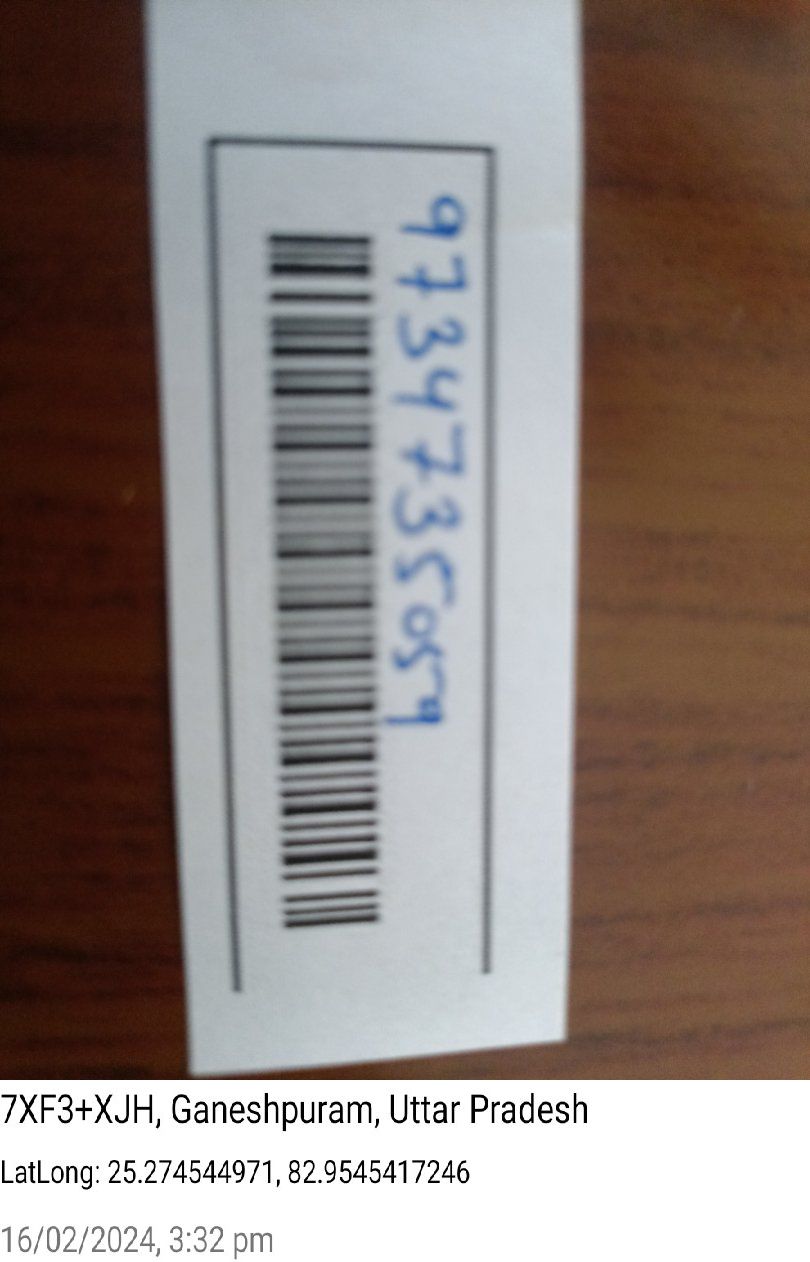 9734735059
7XF3+XJH, Ganeshpuram, Uttar Pradesh
LatLong: 25.274544971, 82.9545417246
16/02/2024, 3:32 pm